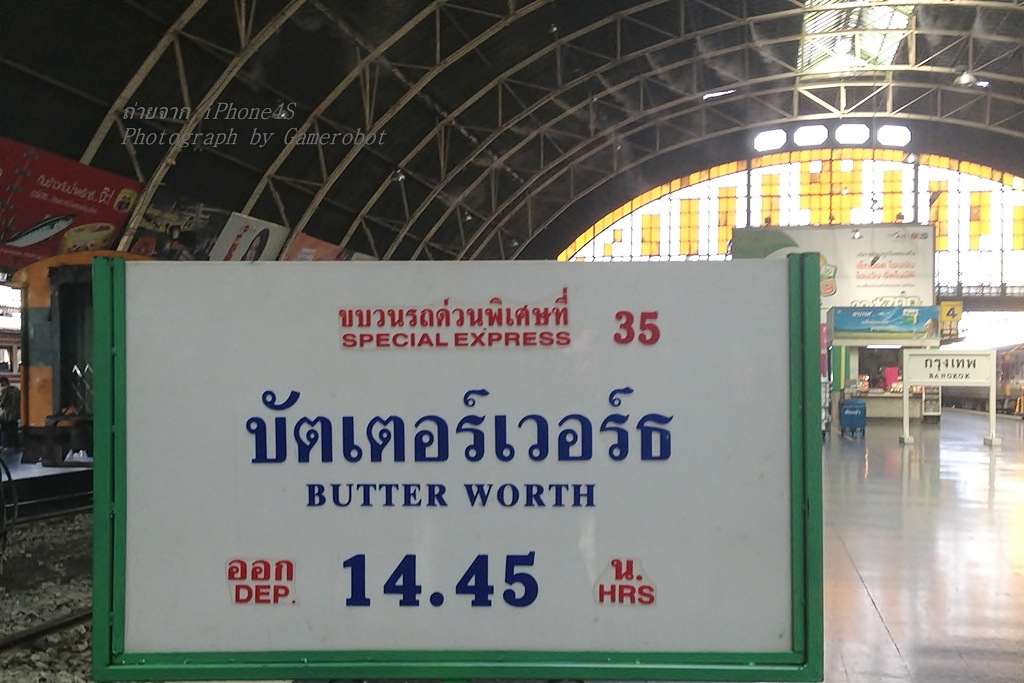 ถ่ายจาก iPhone4S
Photograph by Gamerobot
ขบวนรถด่วนพิเศษที่ 35
SPECIAL EXPRESS
บัตเตอร์เวอร์ธ
BUTTER WORTH
ออก 14.45 น.
DEP. HRS
4
กรุงเทพ
BANGKOK